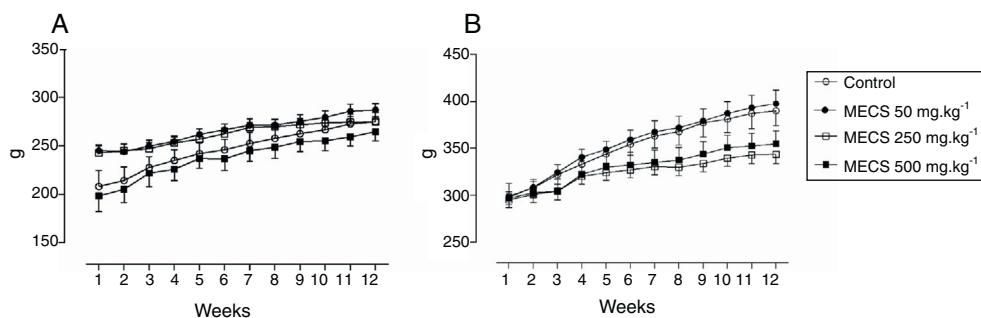 A
350
300
250
200
150
g
1 2 3 4 5 6 7 8 9 10 11 12
Weeks
B
450
400
350
300
250
g
1 2 3 4 5 6 7 8 9 10 11 12
Weeks
Control
MECS 50 mg.kg⁻¹
MECS 250 mg.kg⁻¹
MECS 500 mg.kg⁻¹